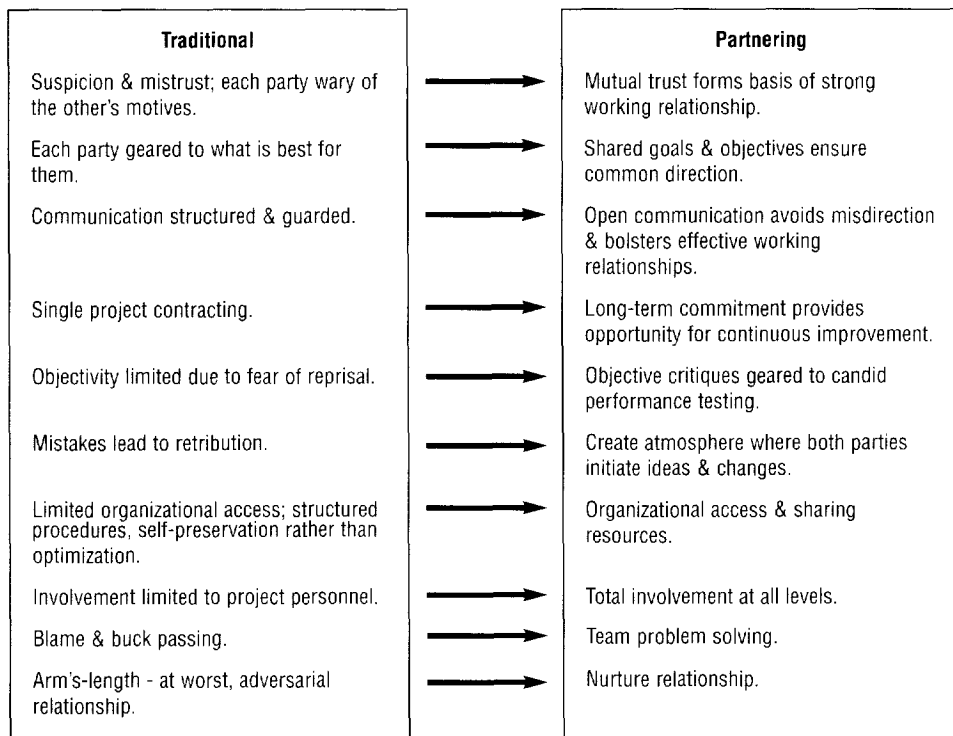 Traditional
Suspicion & mistrust; each party wary of
the other's motives.
Each party geared to what is best for
them.
Communication structured & guarded.
Single project contracting.
Objectivity limited due to fear of reprisal.
Mistakes lead to retribution.
Limited organizational access; structured
procedures, self-preservation rather than
optimization.
Involvement limited to project personnel.
Blame & buck passing.
Arm's-length - at worst, adversarial
relationship.
Partnering
Mutual trust forms basis of strong
working relationship.
Shared goals & objectives ensure
common direction.
Open communication avoids misdirection
& bolsters effective working
relationships.
Long-term commitment provides
opportunity for continuous improvement.
Objective critiques geared to candid
performance testing.
Create atmosphere where both parties
initiate ideas & changes.
Organizational access & sharing
resources.
Total involvement at all levels.
Team problem solving.
Nurture relationship.